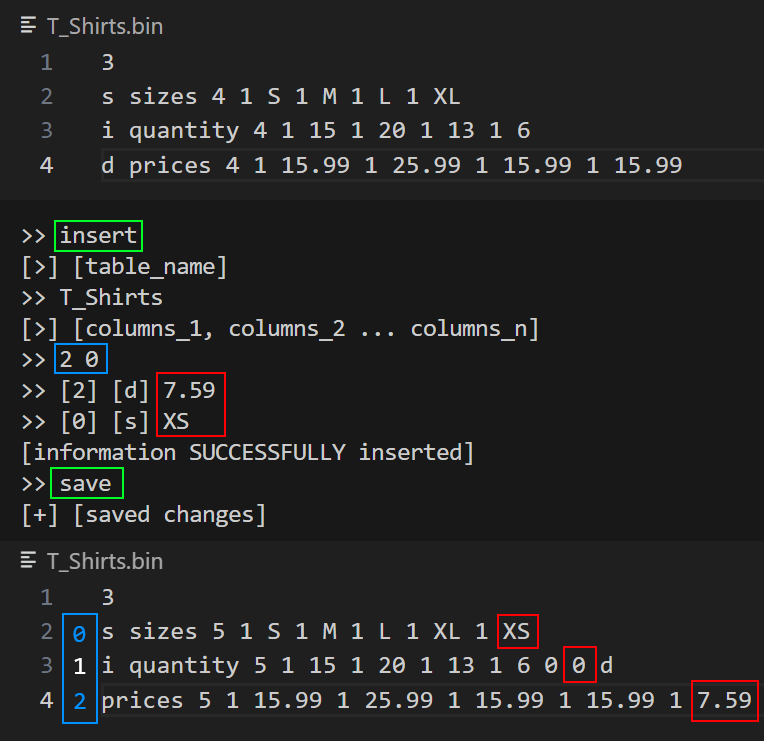 T_Shirts.bin
1 3
2 s sizes 4 1 S 1 M 1 L 1 XL
3 i quantity 4 1 15 1 20 1 13 1 6
4 d prices 4 1 15.99 1 25.99 1 15.99 1 15.99
>> insert
[>] [table_name]
>> T_Shirts
[>] [columns_1, columns_2 ... columns_n]
>> 2 0
>> [2] [d] 7.59
>> [0] [s] XS
[information SUCCESSFULLY inserted]
>> save
[+] [saved changes]
T_Shirts.bin
1 3
2 0 s sizes 5 1 S 1 M 1 L 1 XL 1 XS
3 1 i quantity 5 1 15 1 20 1 13 1 6 0 0 d
4 2 prices 5 1 15.99 1 25.99 1 15.99 1 15.99 1 7.59